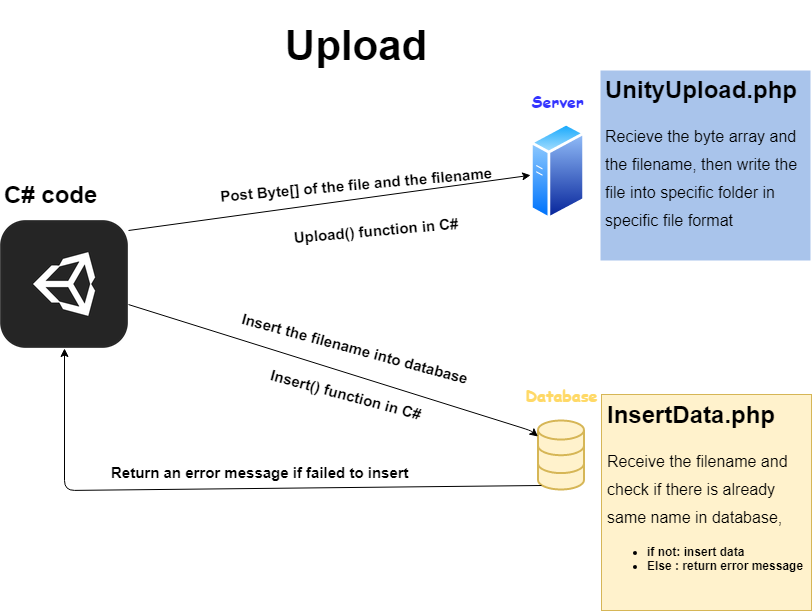 Upload
Server
UnityUpload.php
Recieve the byte array and
the filename, then write the
file into specific folder in
specific file format
C# code
Post Byte[] of the file and the filename
Upload() function in C#
Insert the filename into database
Insert() function in C#
Database
InsertData.php
Receive the filename and
check if there is already
same name in database,
• if not: insert data
• Else : return error message
Return an error message if failed to insert